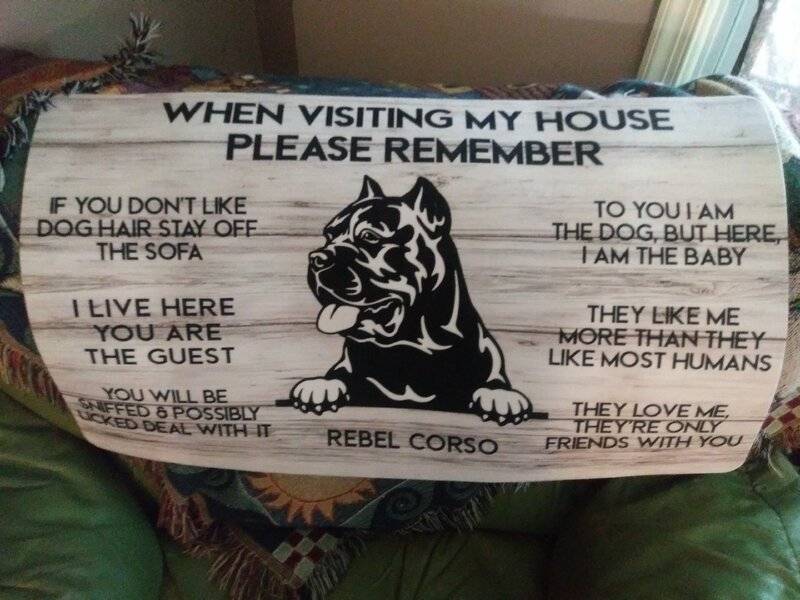 WHEN VISITING MY HOUSE
PLEASE REMEMBER
IF YOU DON'T LIKE
DOG HAIR STAY OFF
THE SOFA
I LIVE HERE
YOU ARE
THE GUEST
YOU WILL BE
SNIFFED & POSSIBLY
LICKED DEAL WITH IT
REBEL CORSO
TO YOU I AM
THE DOG, BUT HERE,
I AM THE BABY
THEY LIKE ME
MORE THAN THEY
LIKE MOST HUMANS
THEY LOVE ME,
THEY'RE ONLY
FRIENDS WITH YOU